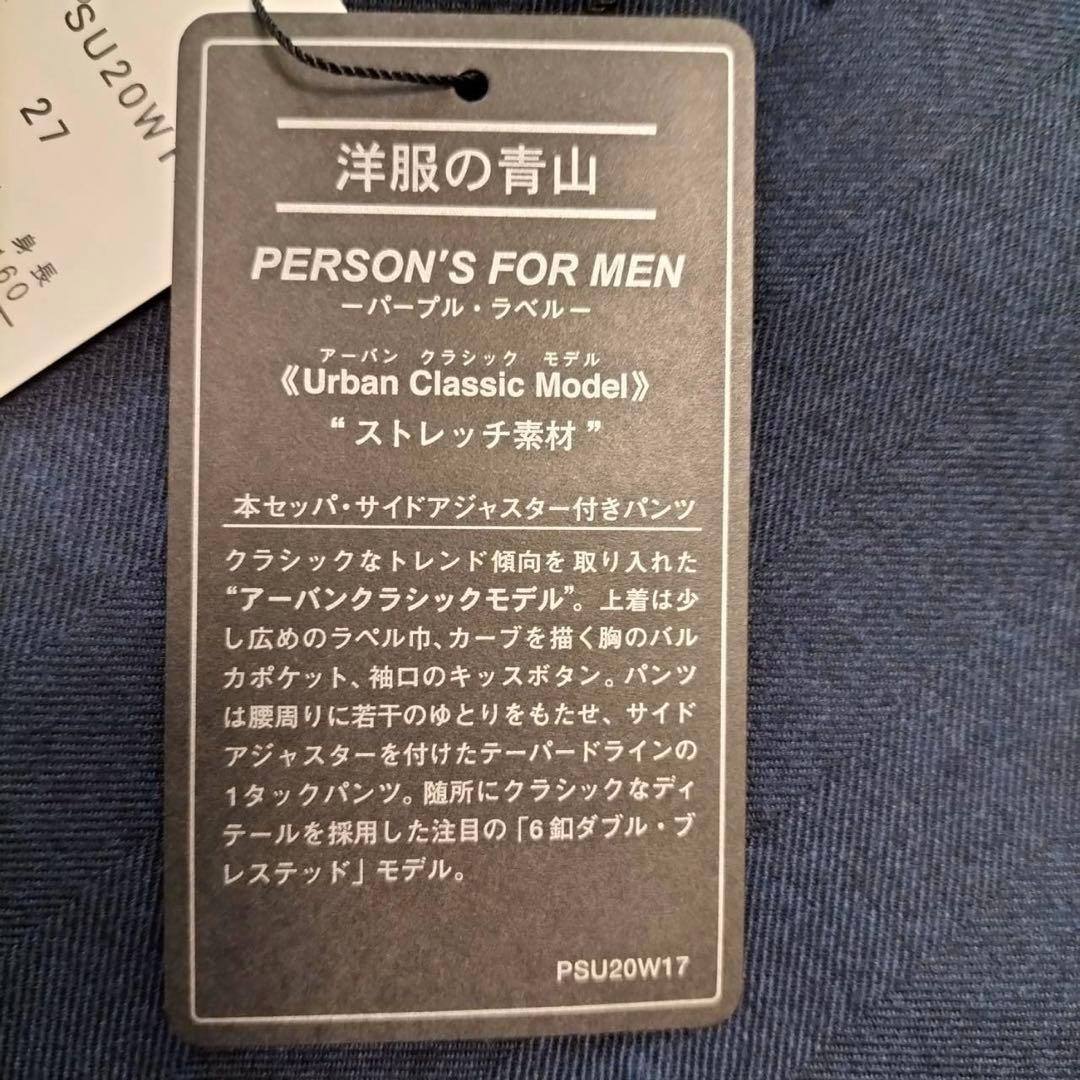 PSU20W1
27
身長
160
洋服の青山
PERSON'S FOR MEN
ーパープル・ラベルー
アーバン クラシック モデル
《Urban Classic Model》
“ストレッチ素材”
本セッパ・サイドアジャスター付きパンツ
クラシックなトレンド傾向を取り入れた
“アーバンクラシックモデル”。上着は少
し広めのラペル巾、カーブを描く胸のバル
カポケット、袖口のキッスボタン。パンツ
は腰周りに若干のゆとりをもたせ、サイド
アジャスターを付けたテーパードラインの
1タックパンツ。随所にクラシックなディ
テールを採用した注目の「6釦ダブル・ブ
レステッド」モデル。
PSU20W17